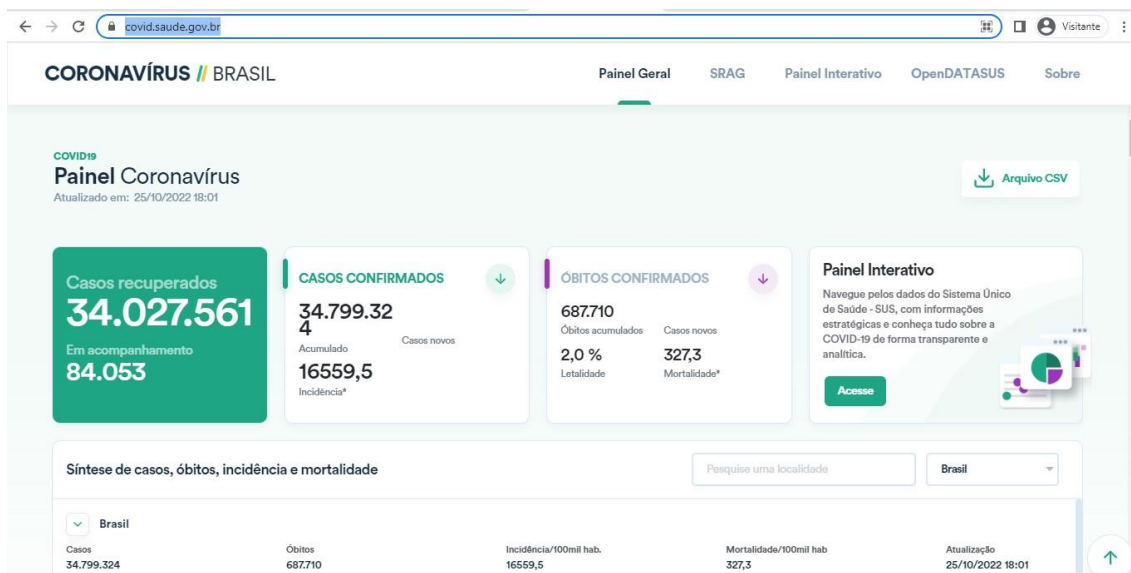 covid.saude.gov.br
Visitante
CORONAVÍRUS // BRASIL
Painel Geral
SRAG
Painel Interativo
OpenDATASUS
Sobre
COVID19
Painel Coronavírus
Atualizado em: 25/10/2022 18:01
Arquivo CSV
Casos recuperados
34.027.561
Em acompanhamento
84.053
CASOS CONFIRMADOS
34.799.32
4
Acumulado
Casos novos
16559,5
Incidência*
ÓBITOS CONFIRMADOS
687.710
Óbitos acumulados
Casos novos
2,0 %
327,3
Letalidade
Mortalidade*
Painel Interativo
Navegue pelos dados do Sistema Único
de Saúde - SUS, com informações
estratégicas e conheça tudo sobre a
COVID-19 de forma transparente e
analítica.
Acesse
Síntese de casos, óbitos, incidência e mortalidade
Pesquise uma localidade
Brasil
Brasil
Casos
Óbitos
Incidência/100mil hab.
Mortalidade/100mil hab
Atualização
34.799.324
687.710
16559,5
327,3
25/10/2022 18:01